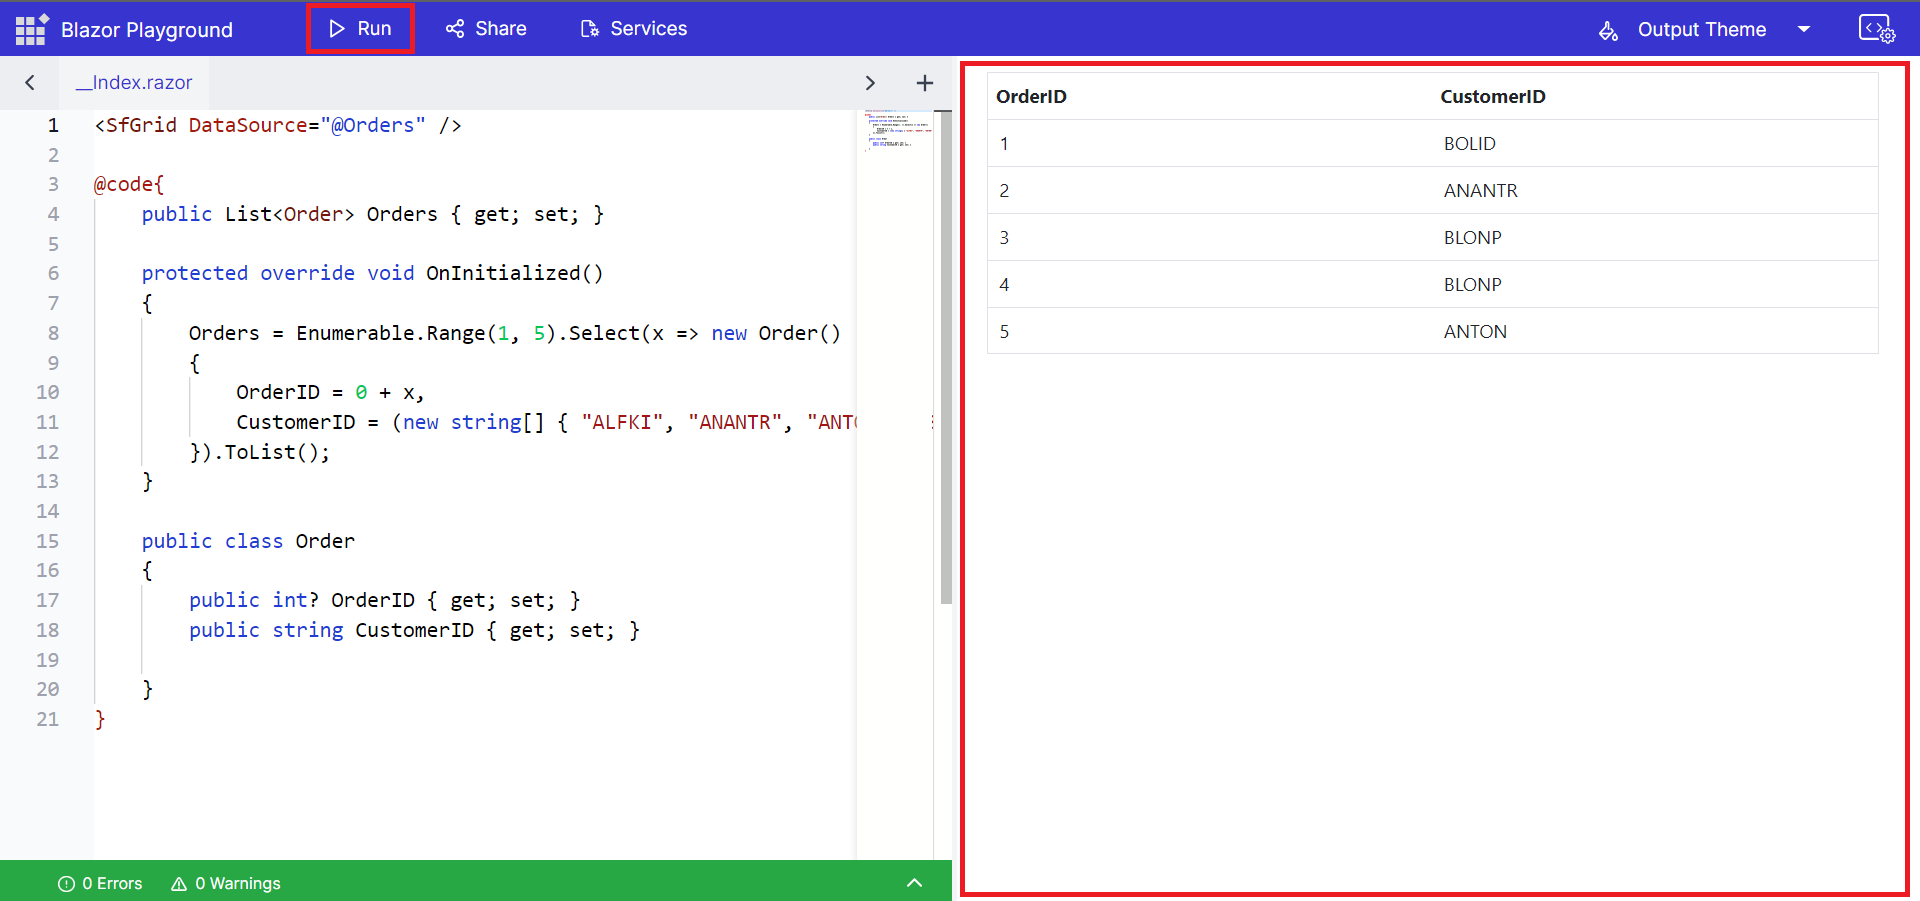 Blazor Playground
Run
Share
Services
Output Theme
__Index.razor
1 <SfGrid DataSource="@Orders" />
2
3 @code{
4 public List<Order> Orders { get; set; }
5
6 protected override void OnInitialized()
7 {
8 Orders = Enumerable.Range(1, 5).Select(x => new Order()
9 {
10 OrderID = 0 + x,
11 CustomerID = (new string[] { "ALFKI", "ANANTR", "ANTO
12 }).ToList();
13 }
14
15 public class Order
16 {
17 public int? OrderID { get; set; }
18 public string CustomerID { get; set; }
19
20 }
21 }
0 Errors
0 Warnings
OrderID CustomerID
1 BOLID
2 ANANTR
3 BLONP
4 BLONP
5 ANTON